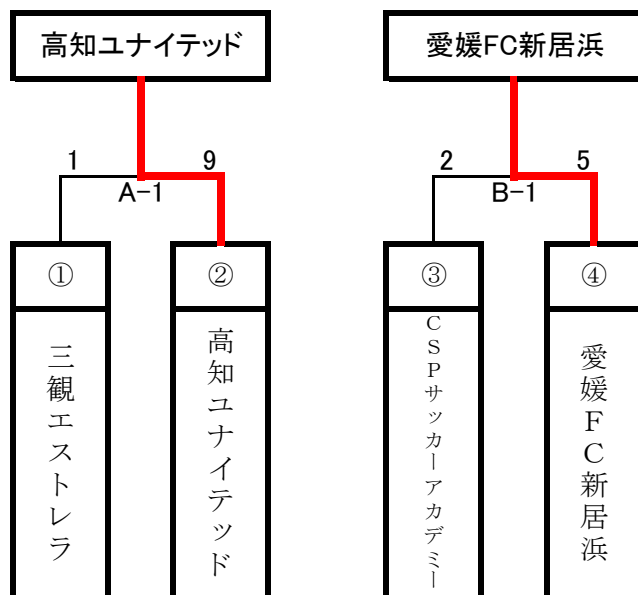 高知ユナイテッド
愛媛FC新居浜
1
9
A-1
2
5
B-1
①
②
③
④
三観エストレラ
高知ユナイテッド
CSPサッカーアカデミー
愛媛FC新居浜